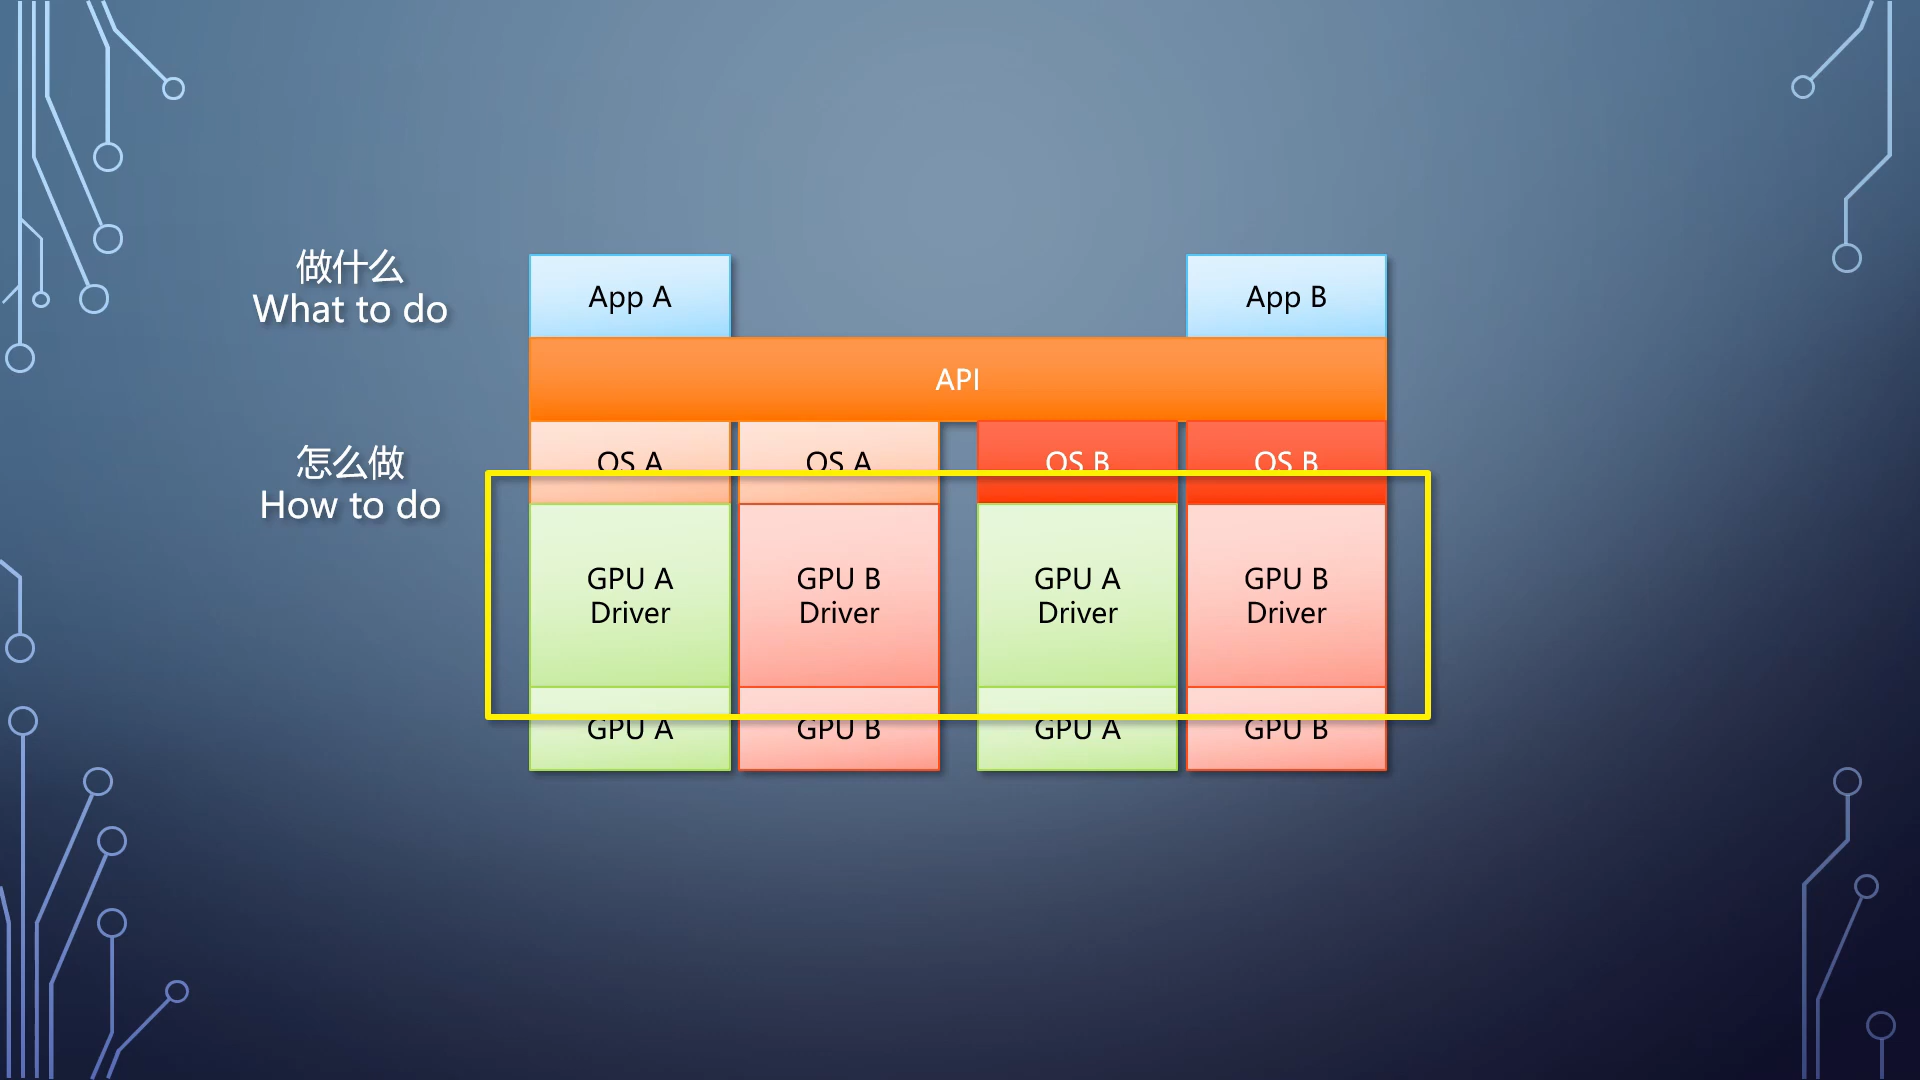 做什么
What to do
App A
App B
API
怎么做
How to do
OS A
OS A
OS B
OS B
GPU A
Driver
GPU B
Driver
GPU A
Driver
GPU B
Driver
GPU A
GPU B
GPU A
GPU B